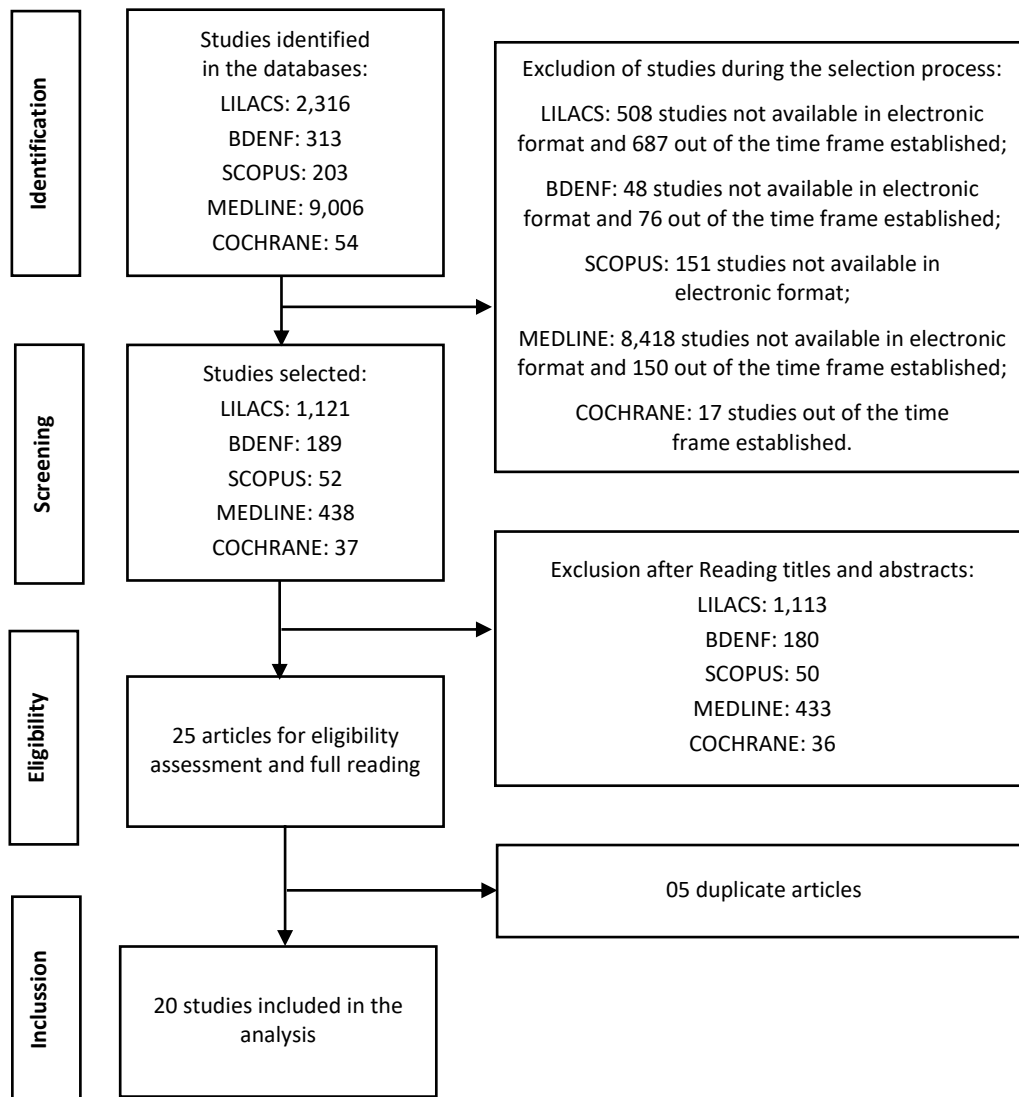 Identification
Studies identified
in the databases:
LILACS: 2,316
BDENF: 313
SCOPUS: 203
MEDLINE: 9,006
COCHRANE: 54
Excludion of studies during the selection process:
LILACS: 508 studies not available in electronic
format and 687 out of the time frame established;
BDENF: 48 studies not available in electronic
format and 76 out of the time frame established;
SCOPUS: 151 studies not available in
electronic format;
MEDLINE: 8,418 studies not available in electronic
format and 150 out of the time frame established;
COCHRANE: 17 studies out of the time
frame established.
Screening
Studies selected:
LILACS: 1,121
BDENF: 189
SCOPUS: 52
MEDLINE: 438
COCHRANE: 37
Exclusion after Reading titles and abstracts:
LILACS: 1,113
BDENF: 180
SCOPUS: 50
MEDLINE: 433
COCHRANE: 36
Eligibility
25 articles for eligibility
assessment and full reading
05 duplicate articles
Inclussion
20 studies included in the
analysis